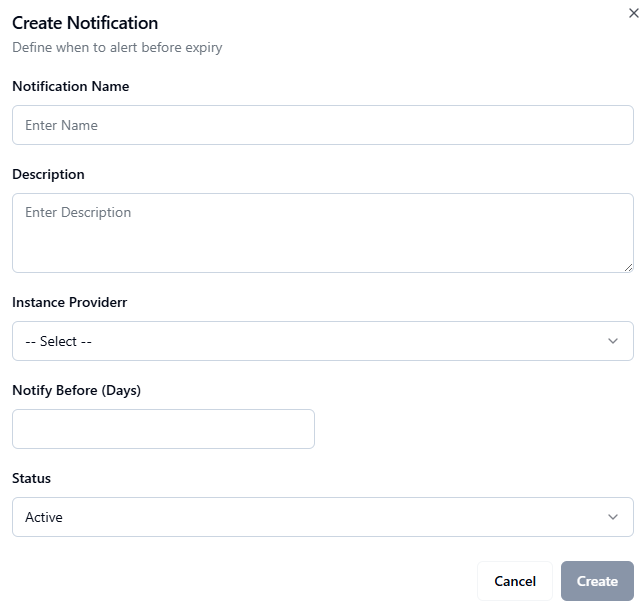 Create Notification
Define when to alert before expiry
Notification Name
Enter Name
Description
Enter Description
Instance Providerr
-- Select --
Notify Before (Days)
Status
Active
Cancel
Create